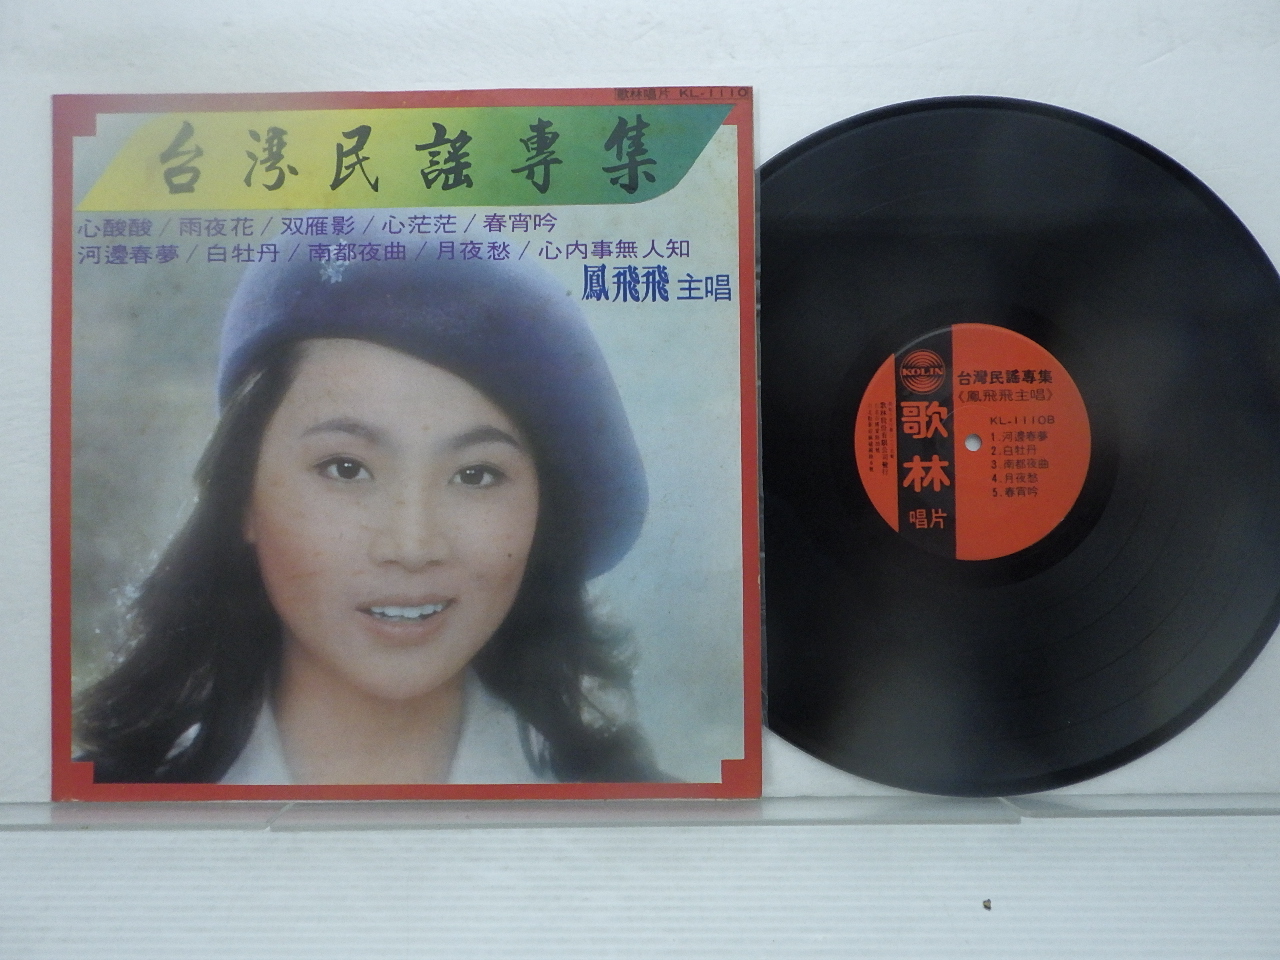 歌林唱片 KL-1110
台灣民謠專集
心酸酸/雨夜花/双雁影/心茫茫/春宵吟
河邊春夢/白牡丹/南都夜曲/月夜愁/心内事無人知
鳳飛飛 主唱
KOLIN
歌林
唱片
台灣民謠專集
《鳳飛飛主唱》
KL-1110B
1.河邊春夢
2.白牡丹
3.南都夜曲
4.月夜愁
5.春宵吟